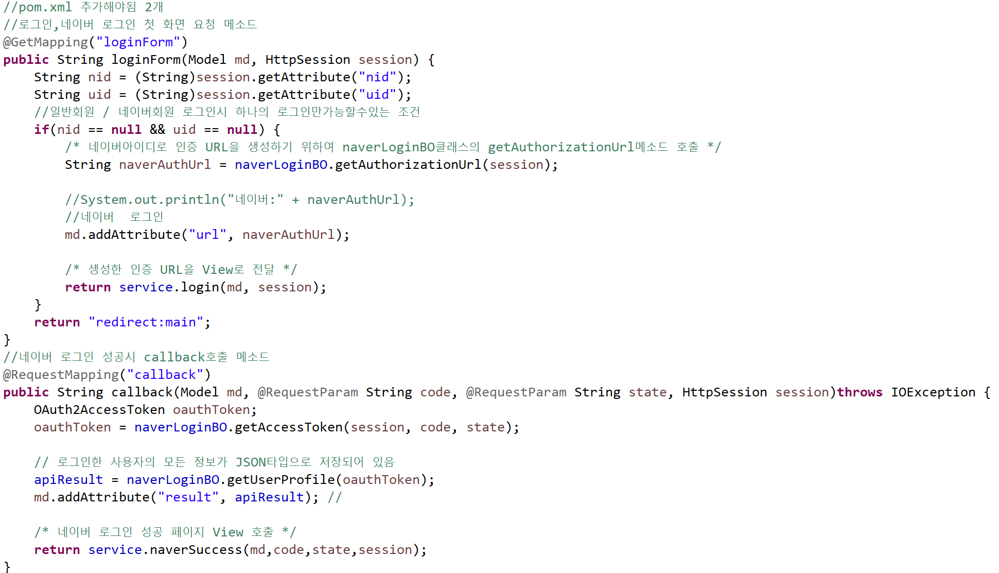 //pom.xml 추가해야됨 2개
//로그인,네이버 로그인 첫 화면 요청 메소드
@GetMapping("loginForm")
public String loginForm(Model md, HttpSession session) {
    String nid = (String)session.getAttribute("nid");
    String uid = (String)session.getAttribute("uid");
    //일반회원 / 네이버회원 로그인시 하나의 로그인만가능할수있는 조건
    if(nid == null && uid == null) {
        /* 네이버아이디로 인증 URL을 생성하기 위하여 naverLoginBO클래스의 getAuthorizationUrl메소드 호출 */
        String naverAuthUrl = naverLoginBO.getAuthorizationUrl(session);

        //System.out.println("네이버:" + naverAuthUrl);
        //네이버  로그인
        md.addAttribute("url", naverAuthUrl);

        /* 생성한 인증 URL을 View로 전달 */
        return service.login(md, session);
    }
    return "redirect:main";
}
//네이버 로그인 성공시 callback호출 메소드
@RequestMapping("callback")
public String callback(Model md, @RequestParam String code, @RequestParam String state, HttpSession session)throws IOException {
    OAuth2AccessToken oauthToken;
    oauthToken = naverLoginBO.getAccessToken(session, code, state);

    // 로그인한 사용자의 모든 정보가 JSON타입으로 저장되어 있음
    apiResult = naverLoginBO.getUserProfile(oauthToken);
    md.addAttribute("result", apiResult); //

    /* 네이버 로그인 성공 페이지 View 호출 */
    return service.naverSuccess(md,code,state,session);
}